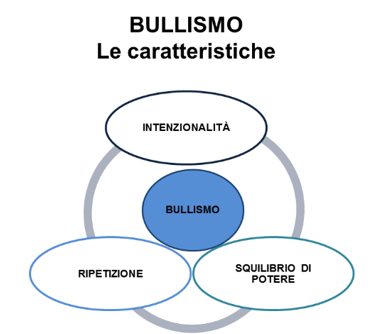 BULLISMO
Le caratteristiche
INTENZIONALITÀ
BULLISMO
RIPETIZIONE
SQUILIBRIO DI
POTERE